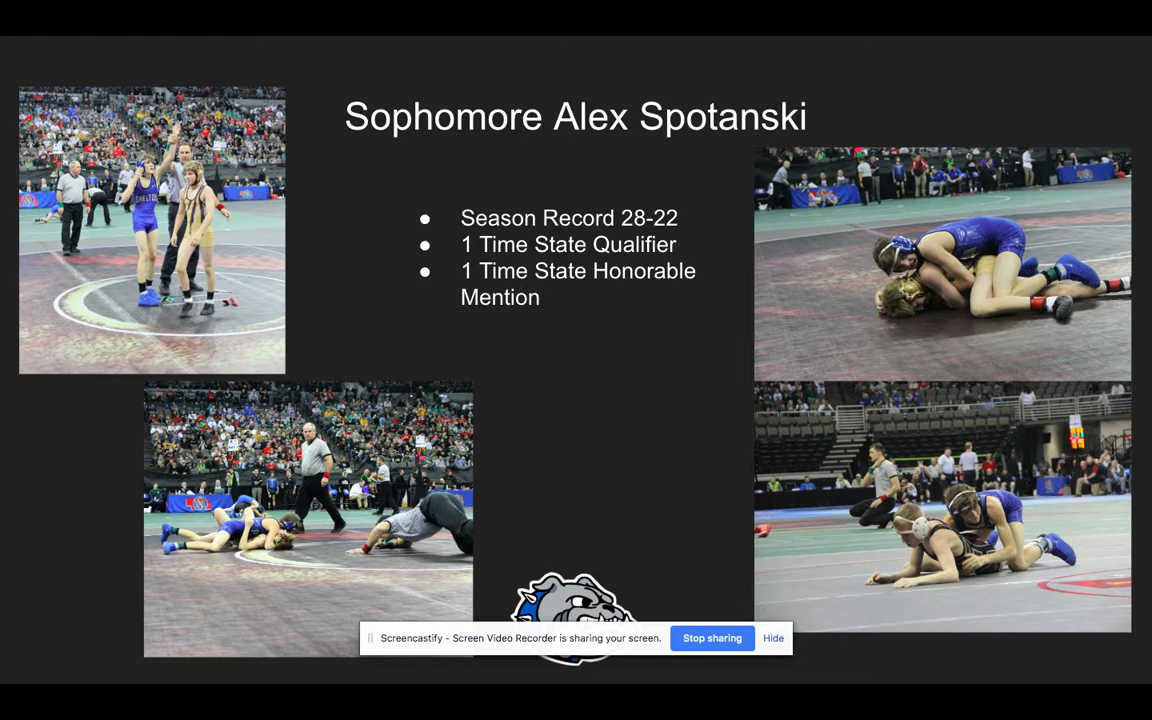 Sophomore Alex Spotanski
● Season Record 28-22
● 1 Time State Qualifier
● 1 Time State Honorable
Mention
SHELTON
Screencastify - Screen Video Recorder is sharing your screen.
Stop sharing
Hide